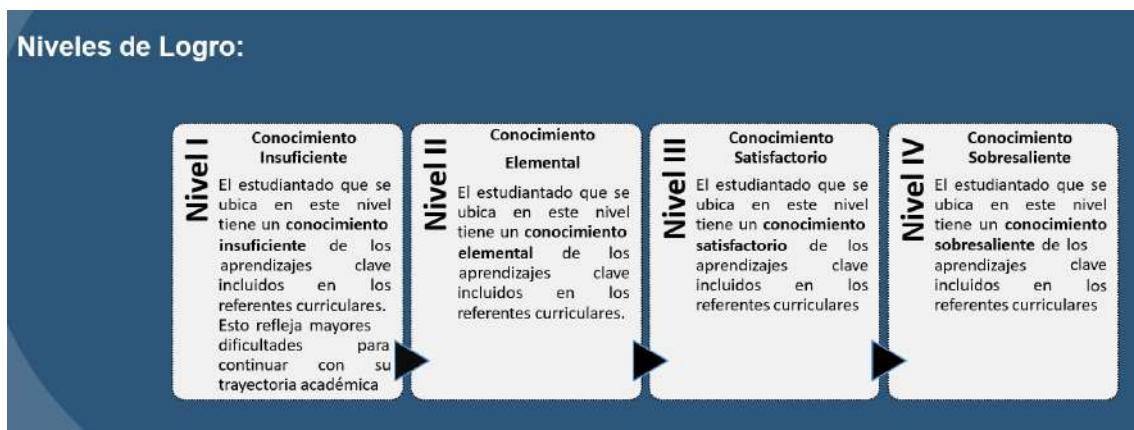 Niveles de Logro:
Nivel I
Conocimiento
Insuficiente
El estudiantado que se
ubica en este nivel
tiene un conocimiento
insuficiente de los
aprendizajes clave
incluidos en los
referentes curriculares.
Esto refleja mayores
dificultades para
continuar con su
trayectoria académica
Nivel II
Conocimiento
Elemental
El estudiantado que se
ubica en este nivel
tiene un conocimiento
elemental de los
aprendizajes clave
incluidos en los
referentes curriculares.
Nivel III
Conocimiento
Satisfactorio
El estudiantado que se
ubica en este nivel
tiene un conocimiento
satisfactorio de los
aprendizajes clave
incluidos en los
referentes curriculares
Nivel IV
Conocimiento
Sobresaliente
El estudiantado que se
ubica en este nivel
tiene un conocimiento
sobresaliente de los
aprendizajes clave
incluidos en los
referentes curriculares